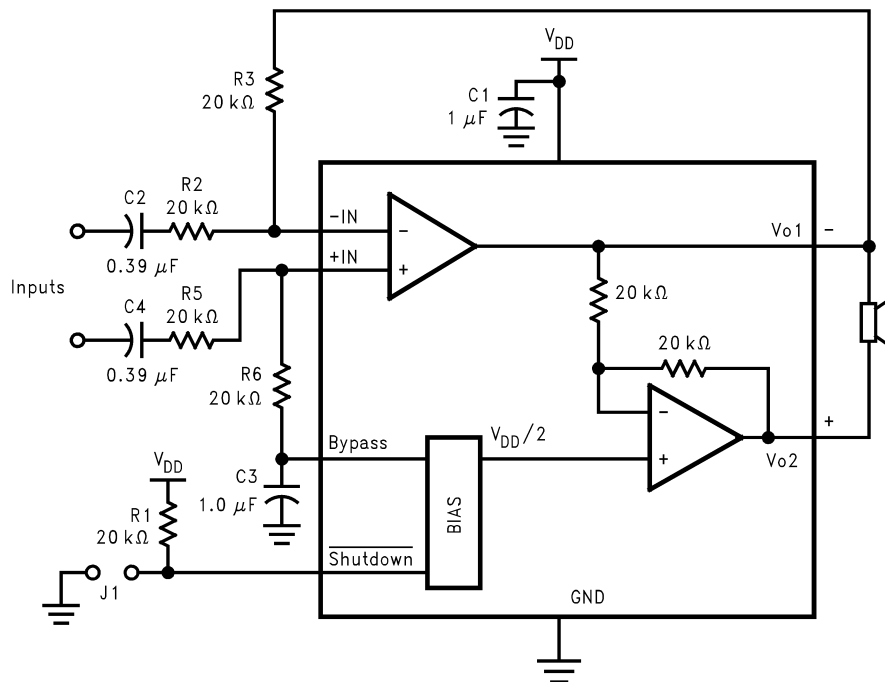 V_DD
R3
20 kΩ
C1
1 μF
C2
0.39 μF
R2
20 kΩ
-IN
+IN
-
+
Vo1
-
Inputs
C4
0.39 μF
R5
20 kΩ
20 kΩ
20 kΩ
R6
20 kΩ
-
+
+
Vo2
Bypass
V_DD/2
C3
1.0 μF
BIAS
V_DD
R1
20 kΩ
Shutdown
J1
GND